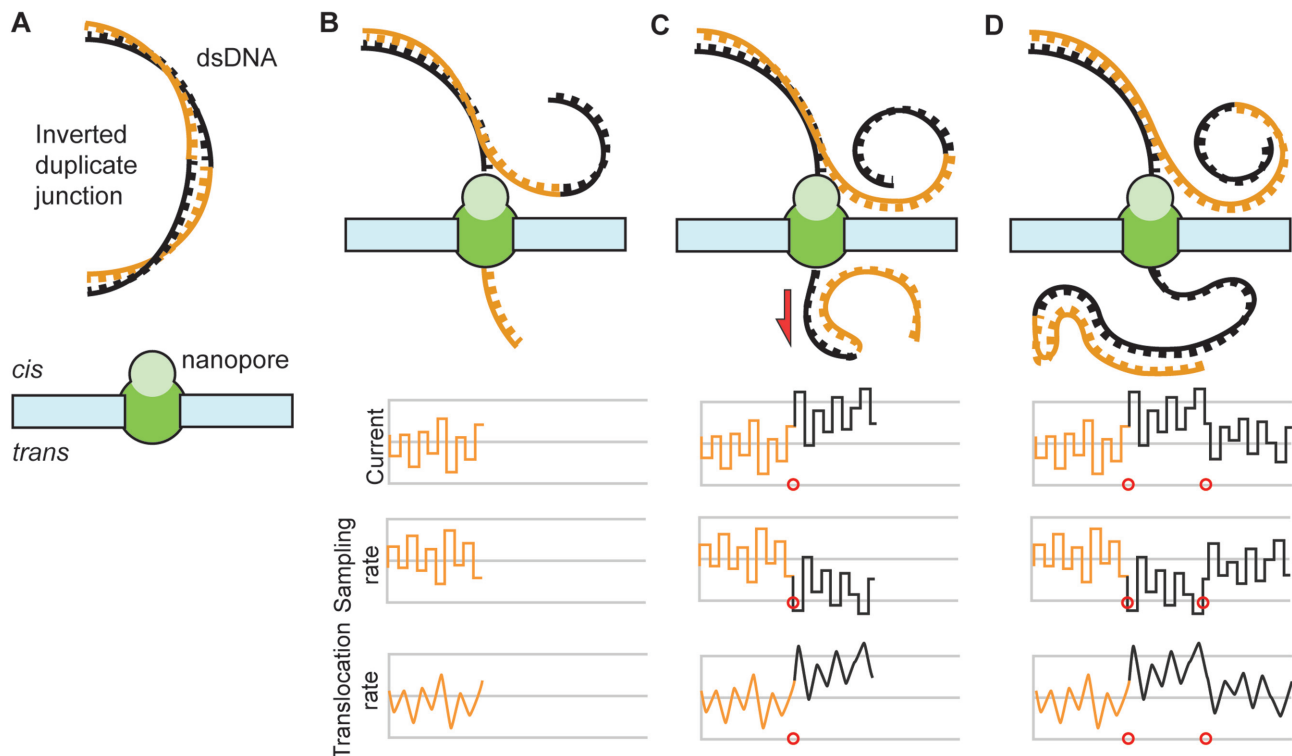 A
dsDNA
Inverted
duplicate
junction
cis
nanopore
trans
B
C
D
Current
Sampling
rate
Translocation
rate